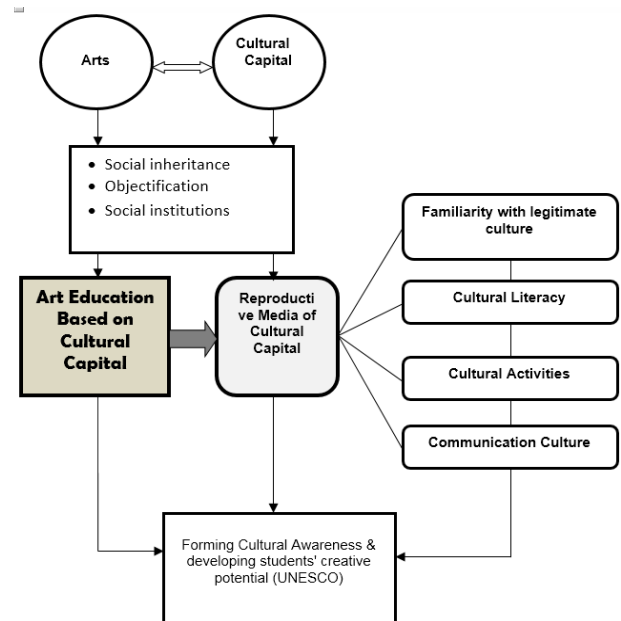 Arts
Cultural
Capital
• Social inheritance
• Objectification
• Social institutions
Art Education
Based on
Cultural
Capital
Reproducti
ve Media of
Cultural
Capital
Familiarity with legitimate
culture
Cultural Literacy
Cultural Activities
Communication Culture
Forming Cultural Awareness &
developing students' creative
potential (UNESCO)